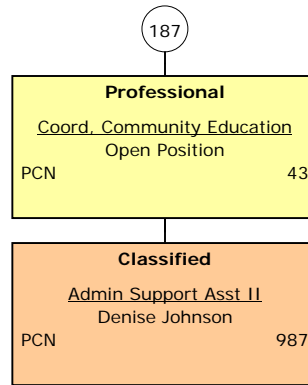 187
Professional
Coord, Community Education
Open Position
PCN 43
Classified
Admin Support Asst II
Denise Johnson
PCN 987